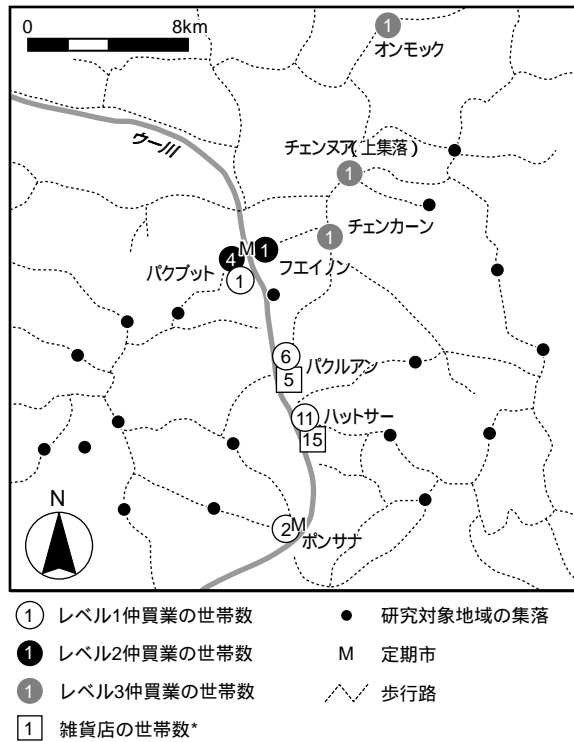 0 8km
1
オンモック
ウー川
チェンヌア(上集落)
1
1
チェンカーン
M
1
4
パクブット
フエイノン
1
6
パクルアン
5
11
ハットサー
15
N
2
M
ポンサナ
1 レベル1仲買業の世帯数
研究対象地域の集落
1 レベル2仲買業の世帯数
M 定期市
1 レベル3仲買業の世帯数
歩行路
1 雑貨店の世帯数*